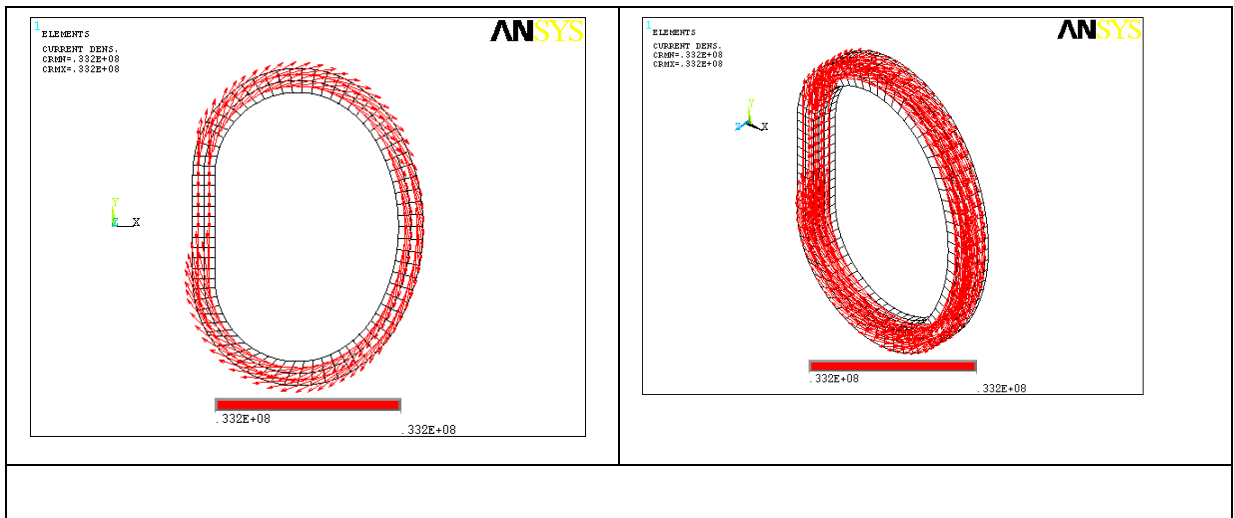 1
ELEMENTS
CURRENT DENS.
CRMN=.332E+08
CRMX=.332E+08
ANSYS
Y
Z X
.332E+08
.332E+08
1
ELEMENTS
CURRENT DENS.
CRMN=.332E+08
CRMX=.332E+08
ANSYS
Y
Z X
.332E+08
.332E+08